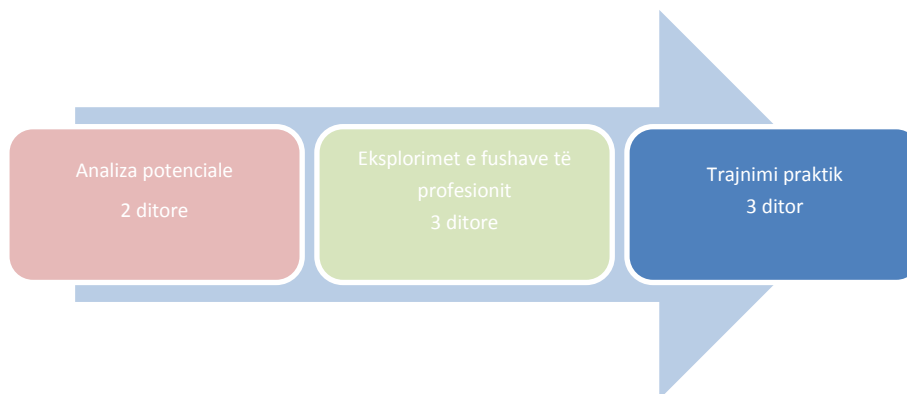 Analiza potenciale
2 ditore
Eksplorimet e fushave të
profesionit
3 ditore
Trajnimi praktik
3 ditor